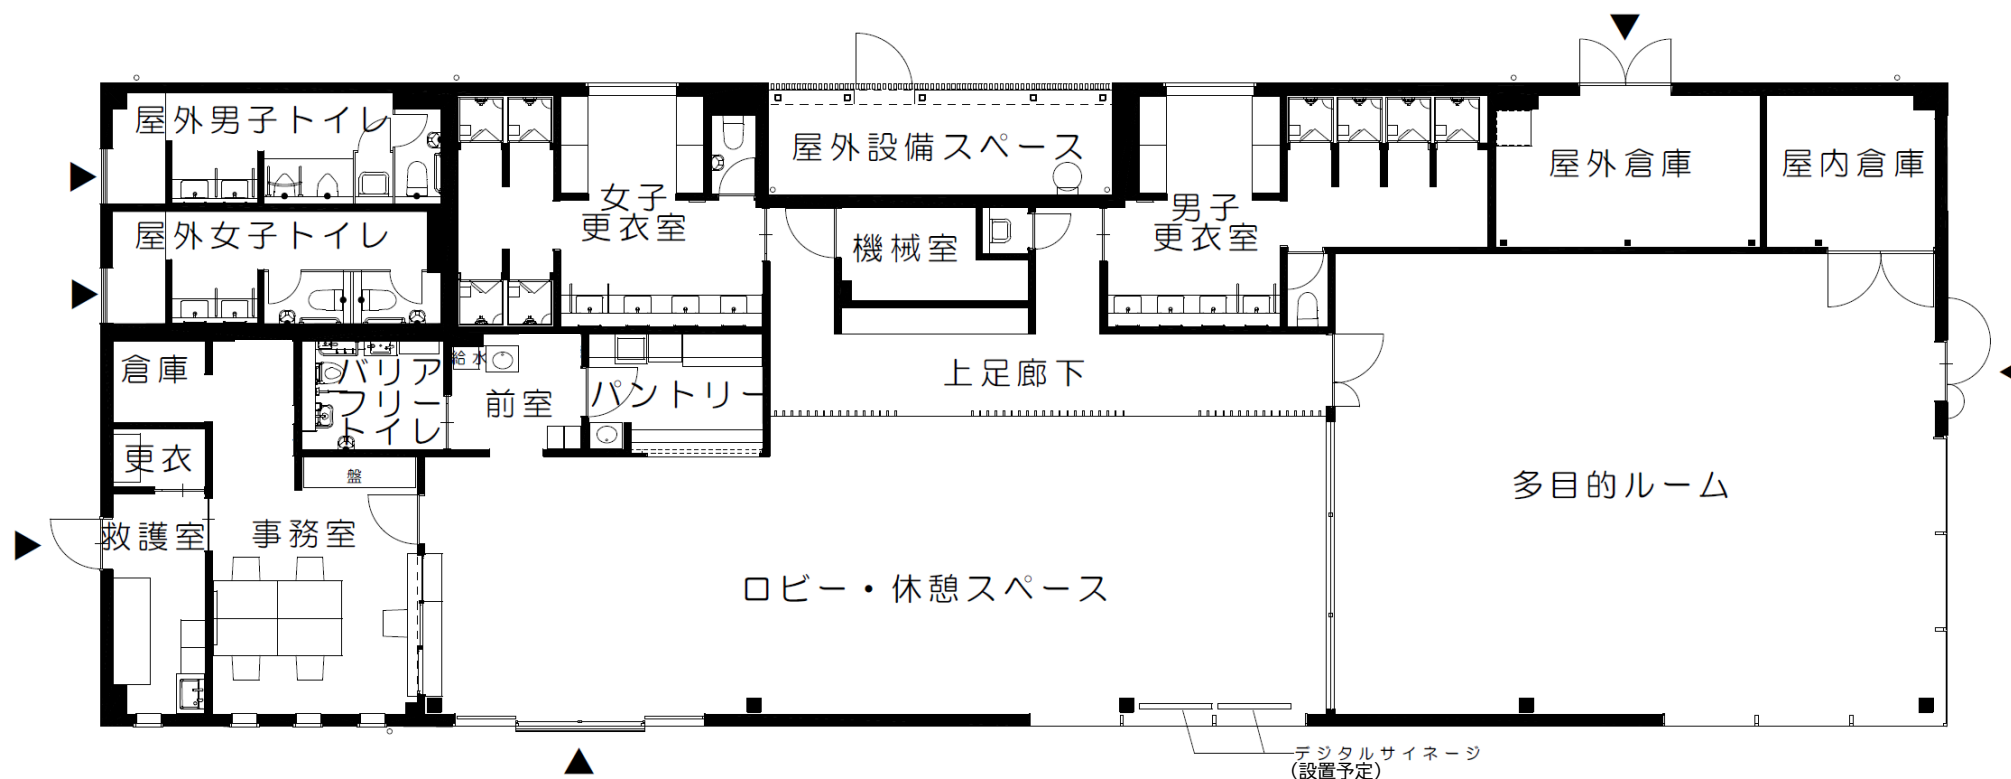 屋外男子トイレ
屋外設備スペース
屋外倉庫
屋内倉庫
女子
更衣室
男子
更衣室
屋外女子トイレ
機械室
倉庫
バリア
フリー
トイレ
給水
前室
パントリー
上足廊下
更衣
盤
多目的ルーム
救護室
事務室
ロビー・休憩スペース
デジタルサイネージ
(設置予定)